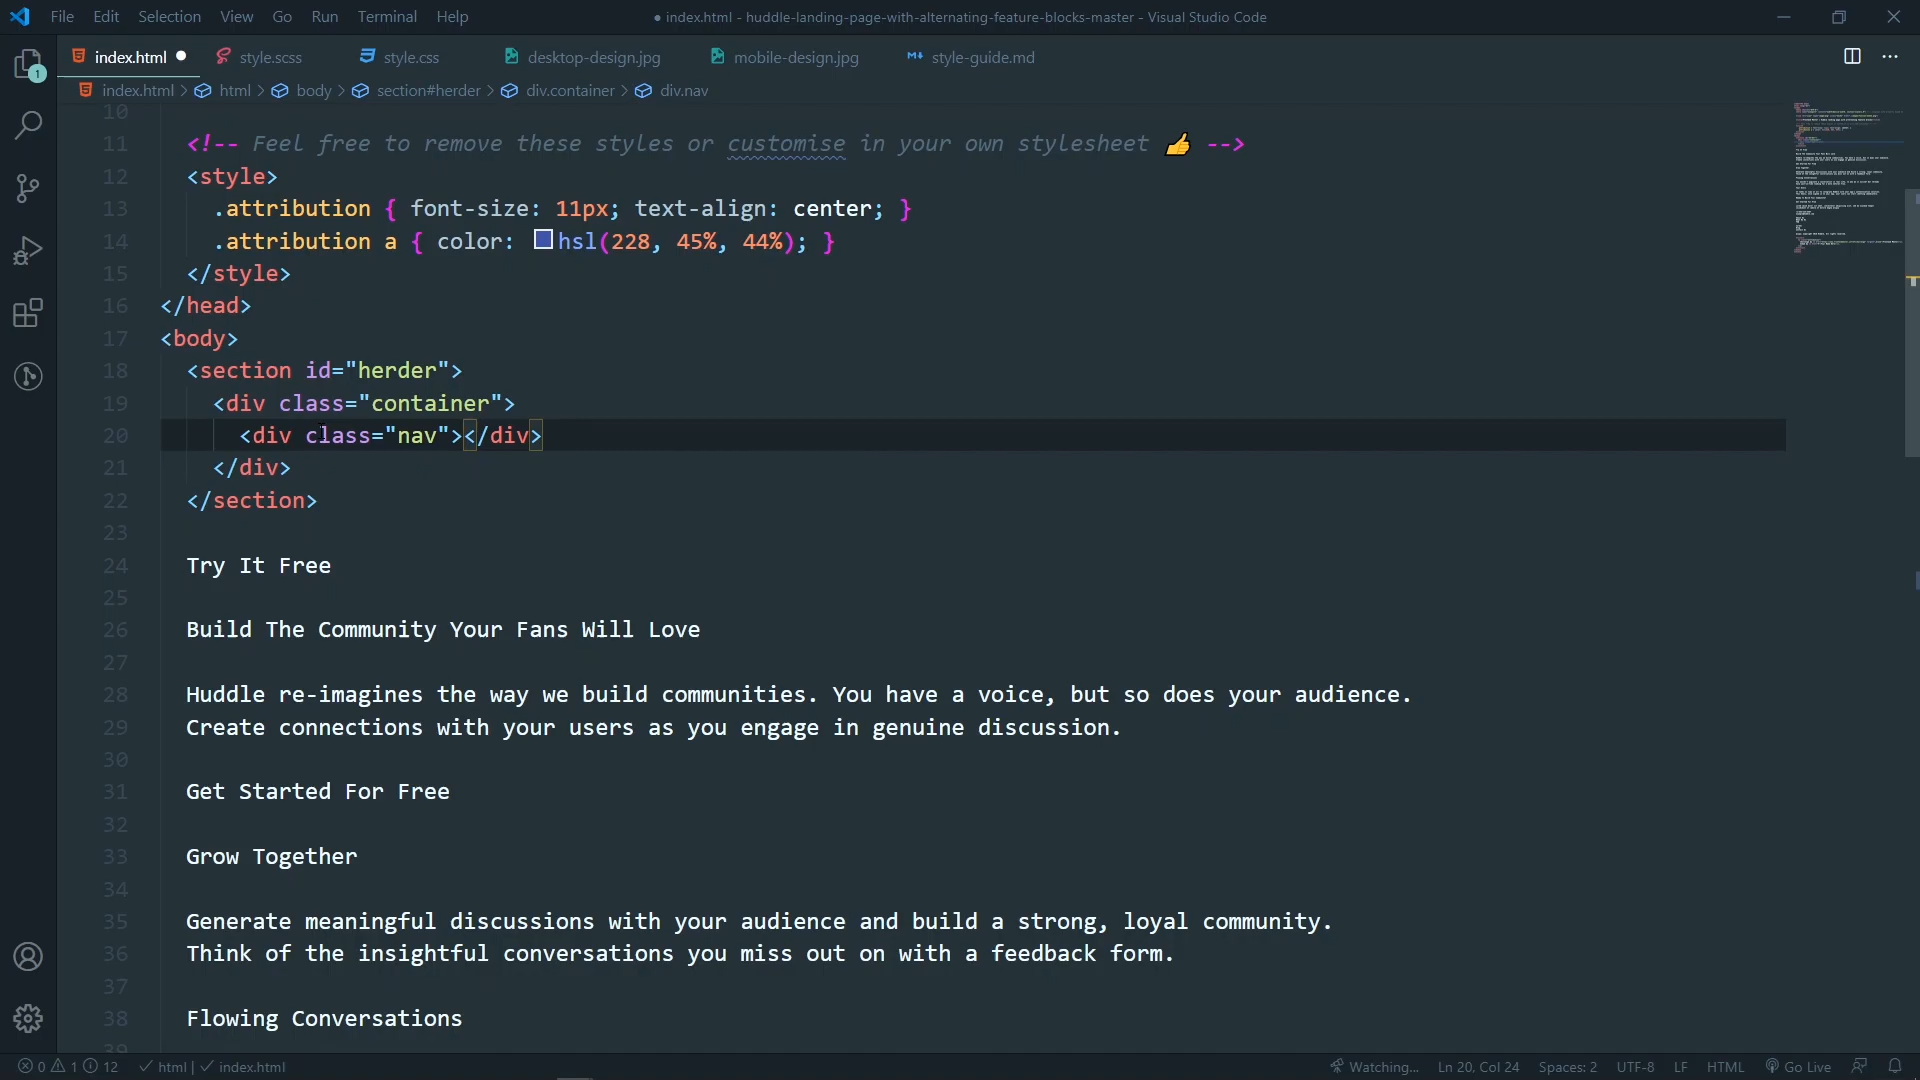 File Edit Selection View Go Run Terminal Help
● index.html - huddle-landing-page-with-alternating-feature-blocks-master - Visual Studio Code
index.html style.scss style.css desktop-design.jpg mobile-design.jpg style-guide.md
index.html > html > body > section#herder > div.container > div.nav
1
10
11 <!-- Feel free to remove these styles or customise in your own stylesheet 👍 -->
12 <style>
13 .attribution { font-size: 11px; text-align: center; }
14 .attribution a { color: hsl(228, 45%, 44%); }
15 </style>
16 </head>
17 <body>
18 <section id="herder">
19 <div class="container">
20 <div class="nav"></div>
21 </div>
22 </section>
23
24 Try It Free
25
26 Build The Community Your Fans Will Love
27
28 Huddle re-imagines the way we build communities. You have a voice, but so does your audience.
29 Create connections with your users as you engage in genuine discussion.
30
31 Get Started For Free
32
33 Grow Together
34
35 Generate meaningful discussions with your audience and build a strong, loyal community.
36 Think of the insightful conversations you miss out on with a feedback form.
37
38 Flowing Conversations
39
0 1 12 html | index.html Watching... Ln 20, Col 24 Spaces: 2 UTF-8 LF HTML Go Live